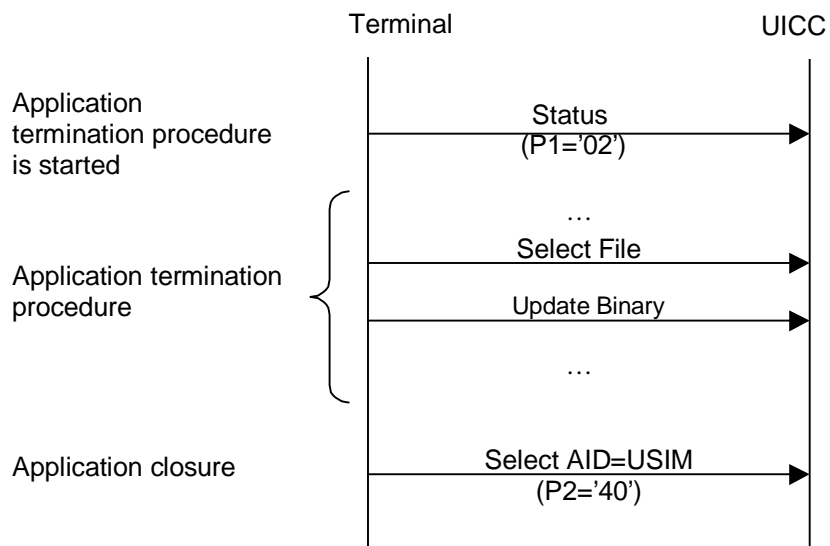 Terminal
UICC
Application
termination procedure
is started
Status
(P1=’02’)
…
Select File
Application termination
procedure
Update Binary
…
Application closure
Select AID=USIM
(P2='40')